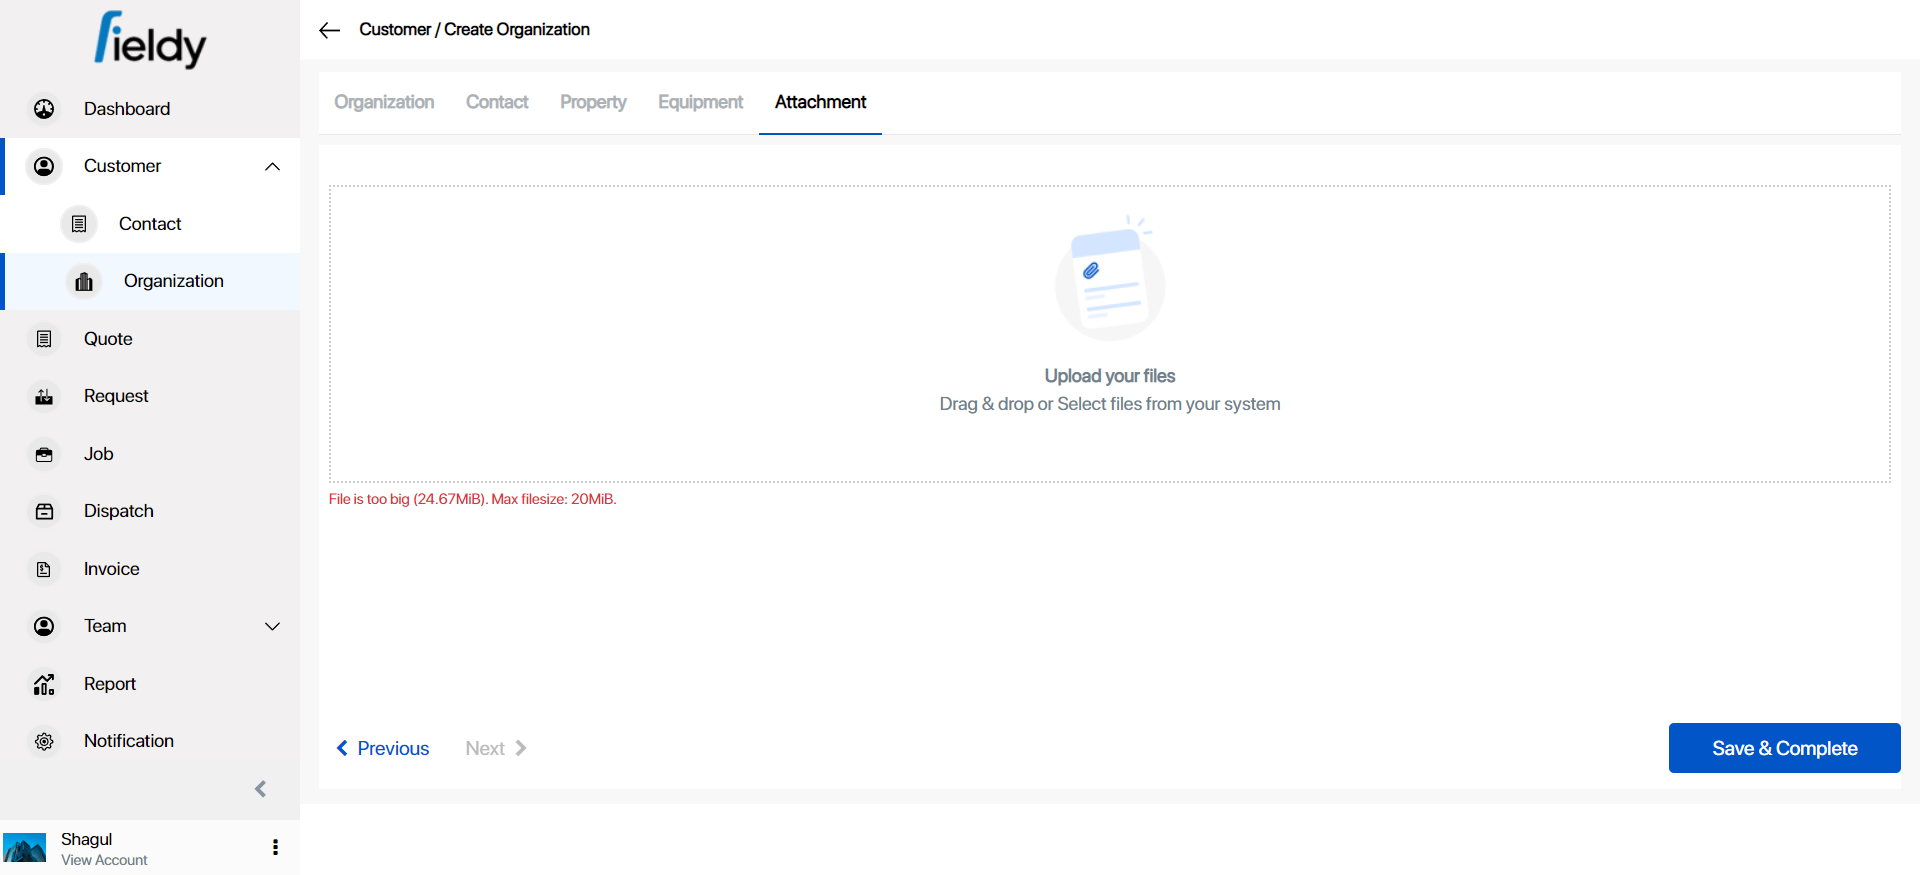 fieldy
Customer / Create Organization
Organization Contact Property Equipment Attachment
Dashboard
Customer
Contact
Organization
Quote
Request
Job
Dispatch
Invoice
Team
Report
Notification
Shagul
View Account
Upload your files
Drag & drop or Select files from your system
File is too big (24.67MiB). Max filesize: 20MiB.
Previous Next
Save & Complete